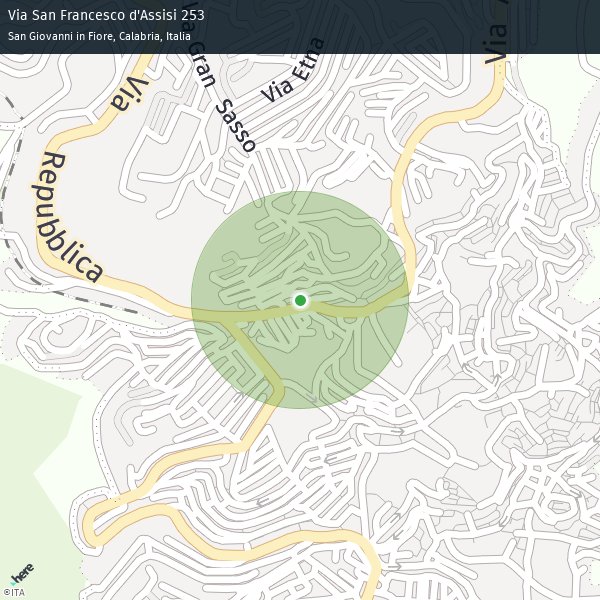 Via San Francesco d'Assisi 253
San Giovanni in Fiore, Calabria, Italia
Via Gran Sasso
Via Etna
Via
Via Repubblica
here
©ITA